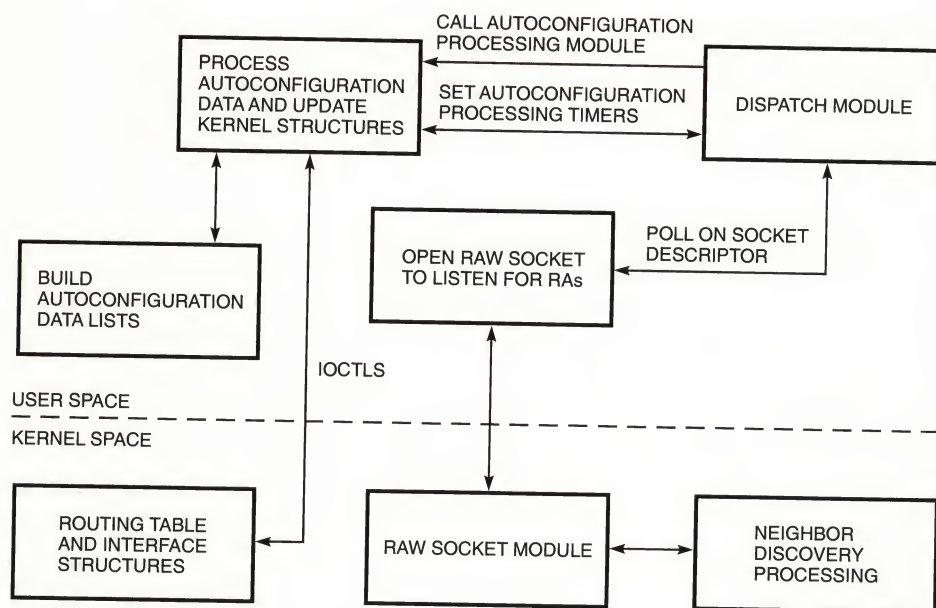 CALL AUTOCONFIGURATION
PROCESSING MODULE
PROCESS
AUTOCONFIGURATION
DATA AND UPDATE
KERNEL STRUCTURES
SET AUTOCONFIGURATION
PROCESSING TIMERS
DISPATCH MODULE
BUILD
AUTOCONFIGURATION
DATA LISTS
OPEN RAW SOCKET
TO LISTEN FOR RAs
POLL ON SOCKET
DESCRIPTOR
IOCTLS
USER SPACE
KERNEL SPACE
ROUTING TABLE
AND INTERFACE
STRUCTURES
RAW SOCKET MODULE
NEIGHBOR
DISCOVERY
PROCESSING